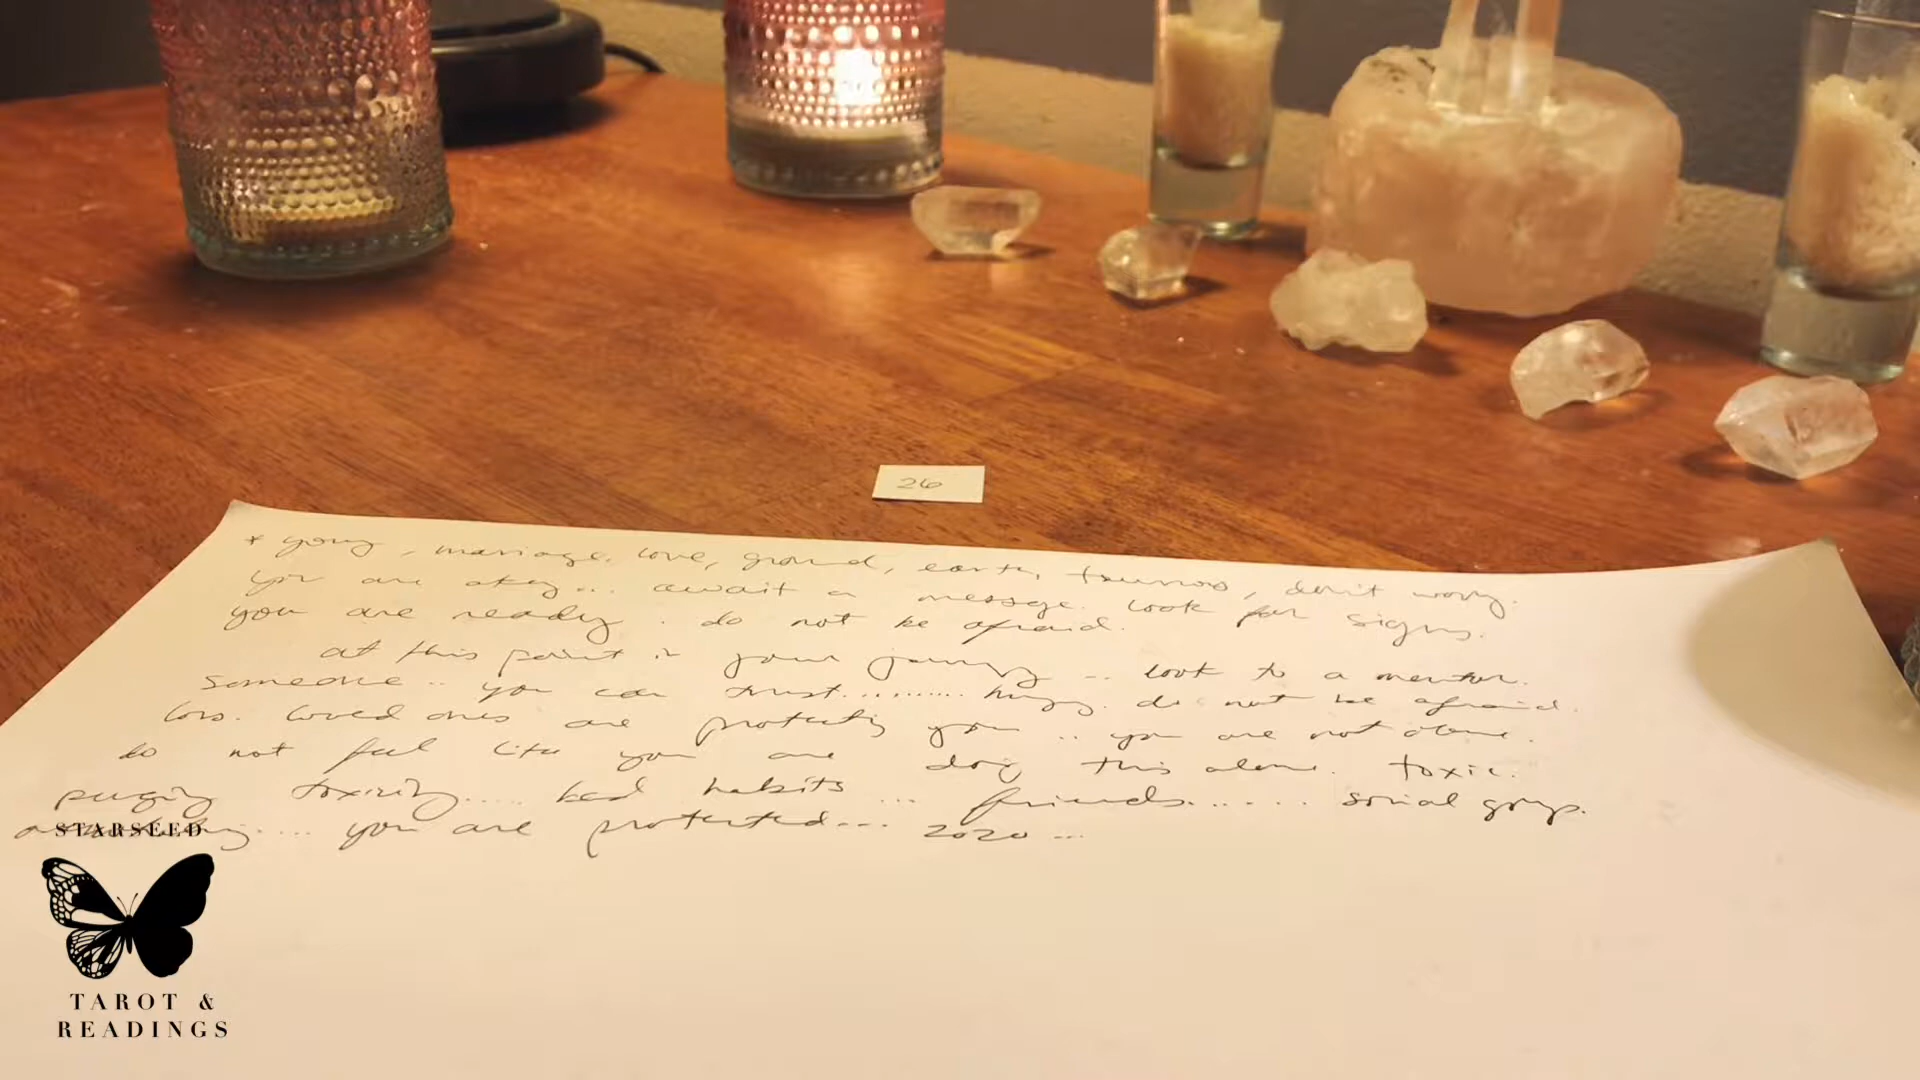 26
* young, marriage. love, ground, earth, taurus, don't worry.
you are okay... await a message. look for signs.
you are ready. do not be afraid.
at this point in your journey .. look to a mentor.
someone.. you can trust.......... do not be afraid.
loss. loved ones are protecting you .. you are not alone.
do not feel like you are doing this alone. toxic.
purging toxicity.... bad habits ... friends...... social groups.
.... you are protected... 2020...
STARSEED
TAROT &
READINGS